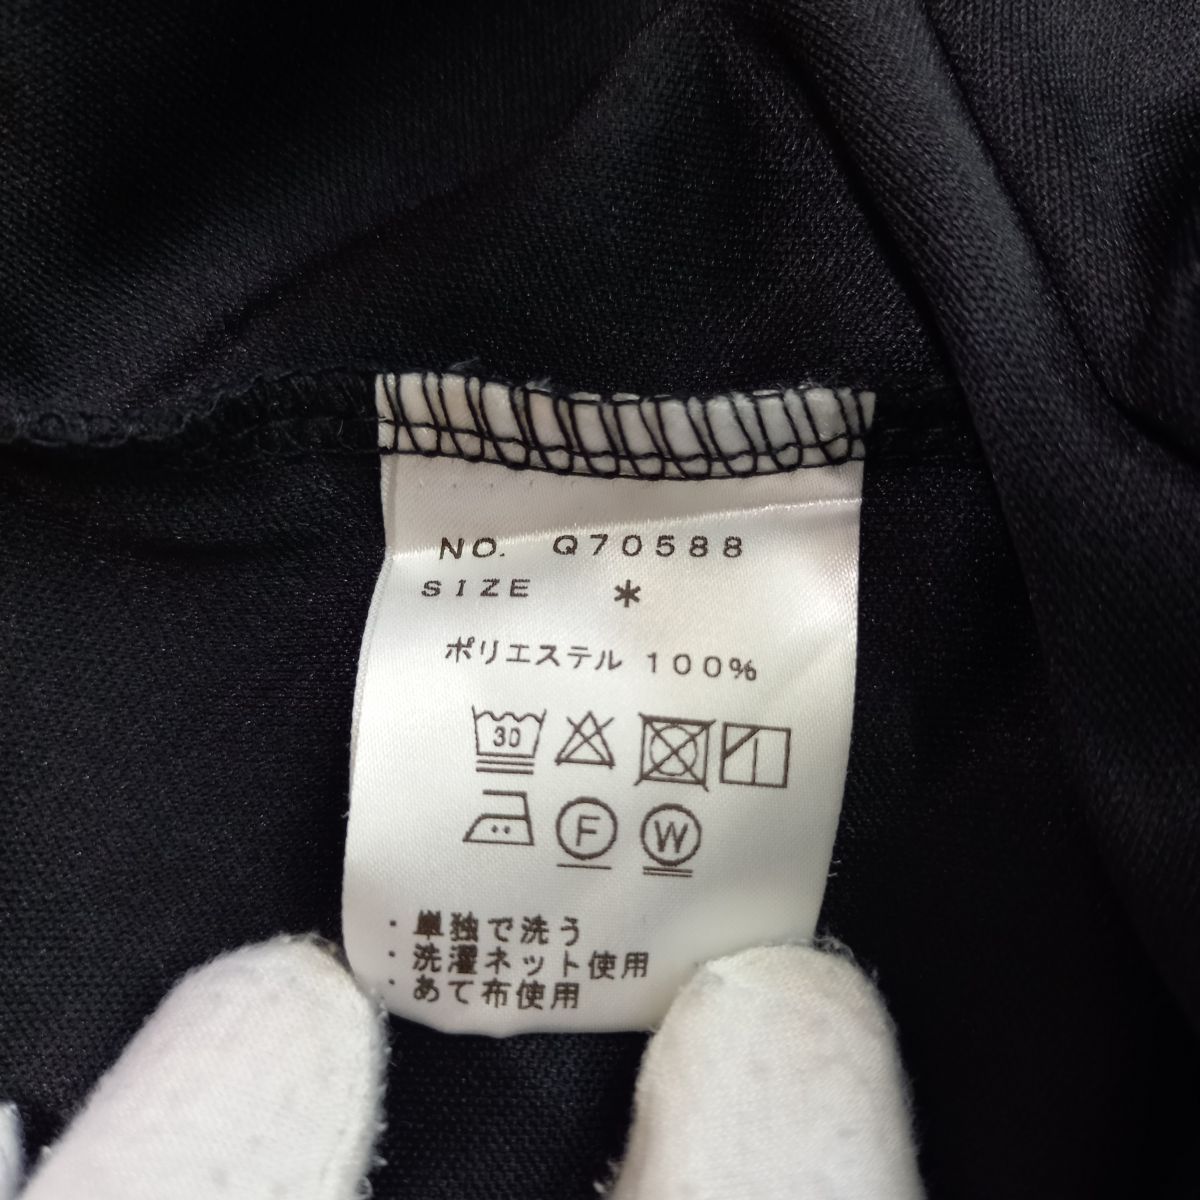 NO. Q70588
SIZE *
ポリエステル 100%
30
F W
・単独で洗う
・洗濯ネット使用
・あて布使用